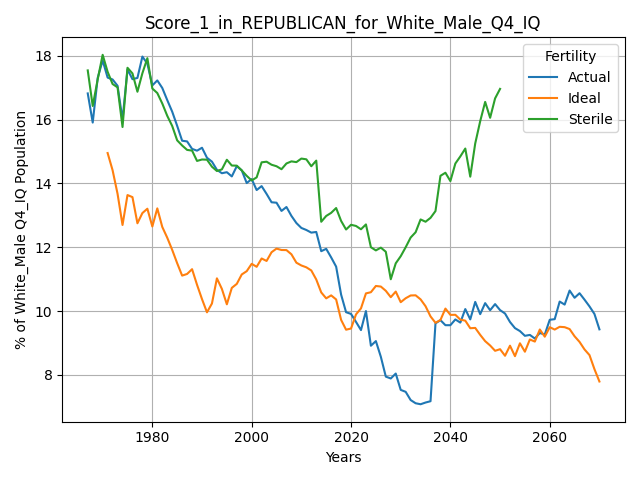 Score_1_in_REPUBLICAN_for_White_Male_Q4_IQ
% of White_Male Q4_IQ Population
18
16
14
12
10
8
1980
2000
2020
2040
2060
Years
Fertility
Actual
Ideal
Sterile